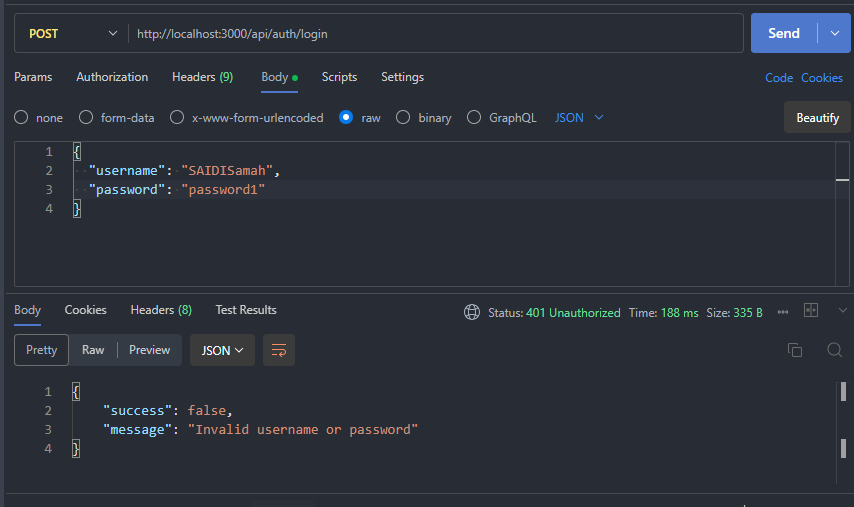 POST http://localhost:3000/api/auth/login Send
Params Authorization Headers (9) Body Scripts Settings Code Cookies
none form-data x-www-form-urlencoded raw binary GraphQL JSON Beautify
1 {
2 "username": "SAIDISamah",
3 "password": "password1"
4 }
Body Cookies Headers (8) Test Results Status: 401 Unauthorized Time: 188 ms Size: 335 B
Pretty Raw Preview JSON
1 {
2 "success": false,
3 "message": "Invalid username or password"
4 }